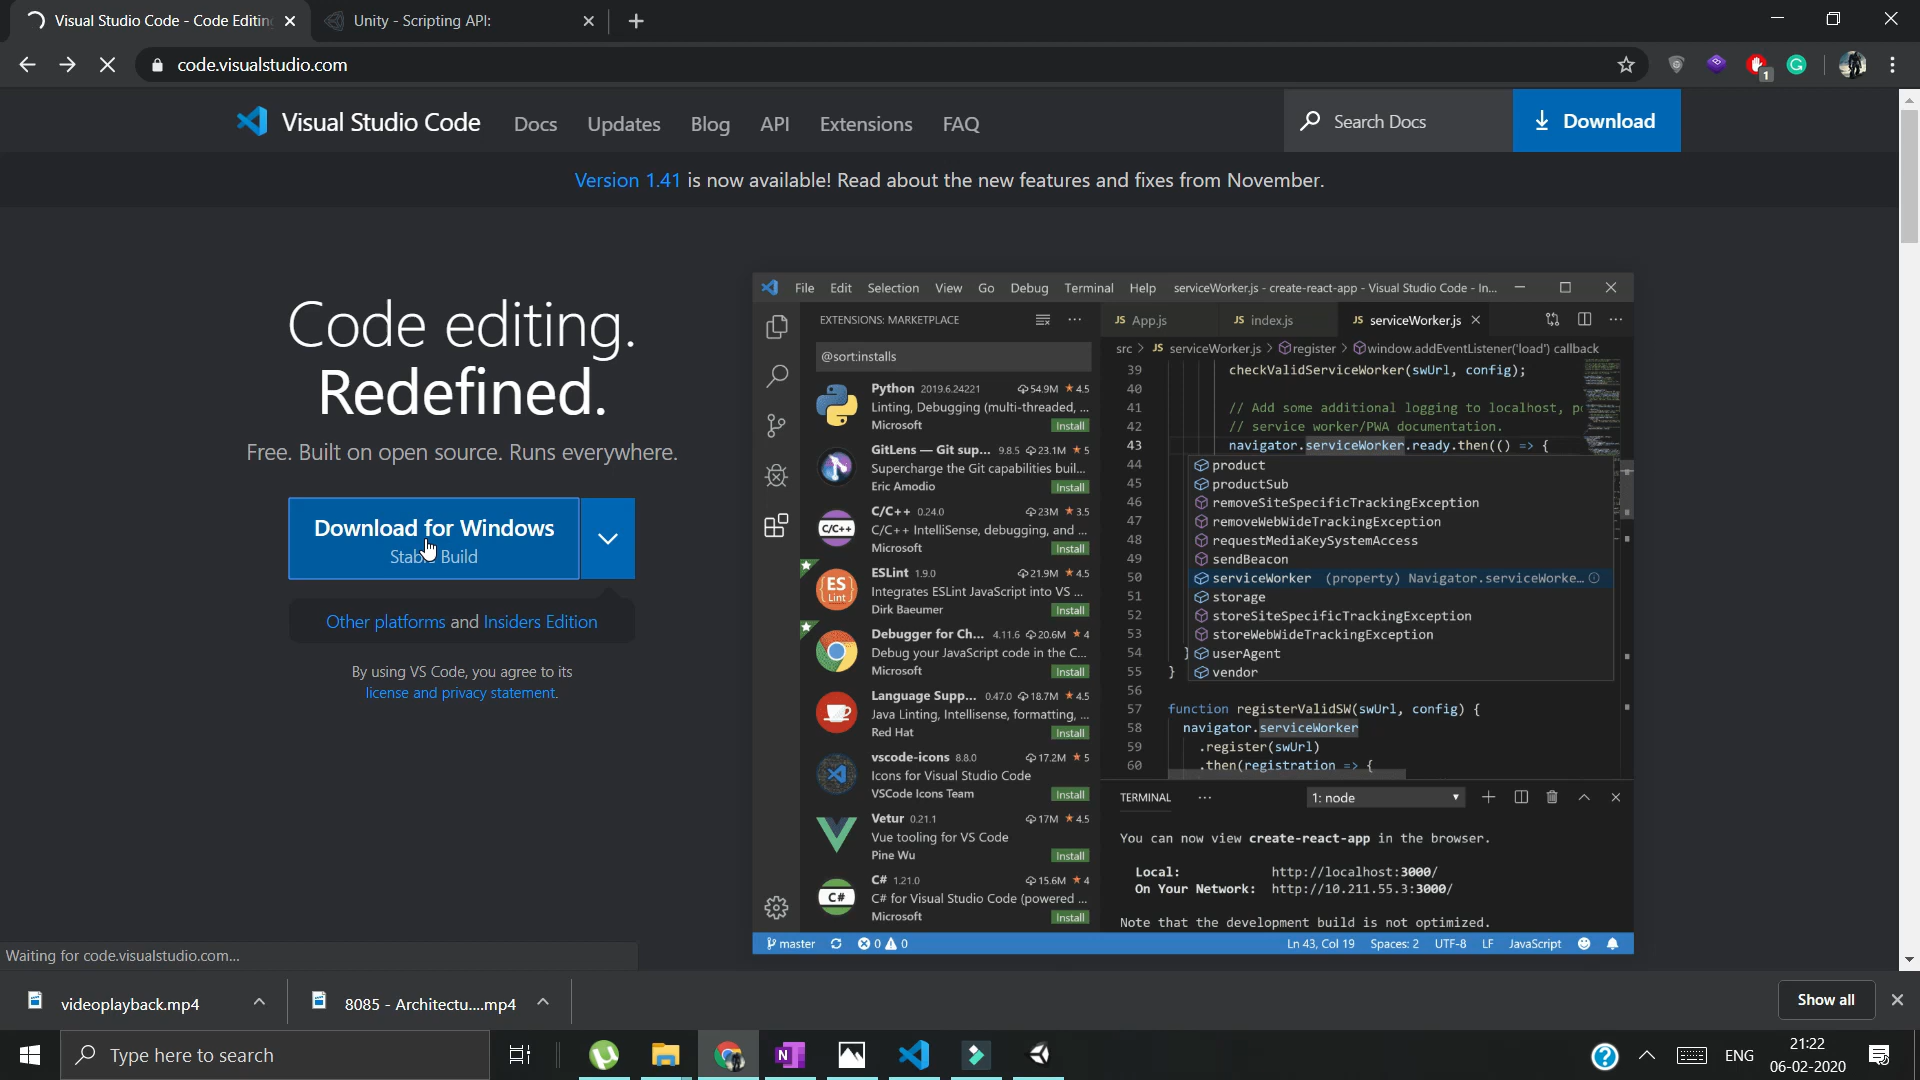 Visual Studio Code - Code Editin
Unity - Scripting API:
code.visualstudio.com
1
Visual Studio Code
Docs
Updates
Blog
API
Extensions
FAQ
Search Docs
Download
Version 1.41 is now available! Read about the new features and fixes from November.
Code editing.
Redefined.
Free. Built on open source. Runs everywhere.
Download for Windows
Stable Build
Other platforms and Insiders Edition
By using VS Code, you agree to its
license and privacy statement.
File Edit Selection View Go Debug Terminal Help serviceWorker.js - create-react-app - Visual Studio Code - In...
EXTENSIONS: MARKETPLACE
@sort:installs
Python 2019.6.24221 54.9M 4.5
Linting, Debugging (multi-threaded, ...
Microsoft Install
GitLens — Git sup... 9.8.5 23.1M 5
Supercharge the Git capabilities buil...
Eric Amodio Install
C/C++ C/C++ 0.24.0 23M 3.5
C/C++ IntelliSense, debugging, and ...
Microsoft Install
ES Lint ESLint 1.9.0 21.9M 4.5
Integrates ESLint JavaScript into VS ...
Dirk Baeumer Install
Debugger for Ch... 4.11.6 20.6M 4
Debug your JavaScript code in the C...
Microsoft Install
Language Supp... 0.47.0 18.7M 4.5
Java Linting, Intellisense, formatting, ...
Red Hat Install
vscode-icons 8.8.0 17.2M 5
Icons for Visual Studio Code
VSCode Icons Team Install
Vetur 0.21.1 17M 4.5
Vue tooling for VS Code
Pine Wu Install
C# C# 1.21.0 15.6M 4
C# for Visual Studio Code (powered ...
Microsoft Install
JS App.js JS index.js JS serviceWorker.js
src > JS serviceWorker.js > register > window.addEventListener('load') callback
39 checkValidServiceWorker(swUrl, config);
40
41 // Add some additional logging to localhost, p
42 // service worker/PWA documentation.
43 navigator.serviceWorker.ready.then(() => {
44 product
45 productSub
46 removeSiteSpecificTrackingException
47 removeWebWideTrackingException
48 requestMediaKeySystemAccess
49 sendBeacon
50 serviceWorker (property) Navigator.serviceWorke...
51 storage
52 storeSiteSpecificTrackingException
53 storeWebWideTrackingException
54 } userAgent
55 } vendor
56
57 function registerValidSW(swUrl, config) {
58 navigator.serviceWorker
59 .register(swUrl)
60 .then(registration => {
TERMINAL ... 1: node
You can now view create-react-app in the browser.
Local: http://localhost:3000/
On Your Network: http://10.211.55.3:3000/
Note that the development build is not optimized.
master 0 0 Ln 43, Col 19 Spaces: 2 UTF-8 LF JavaScript
Waiting for code.visualstudio.com...
videoplayback.mp4
8085 - Architectu....mp4
Show all
Type here to search
N
ENG
21:22
06-02-2020